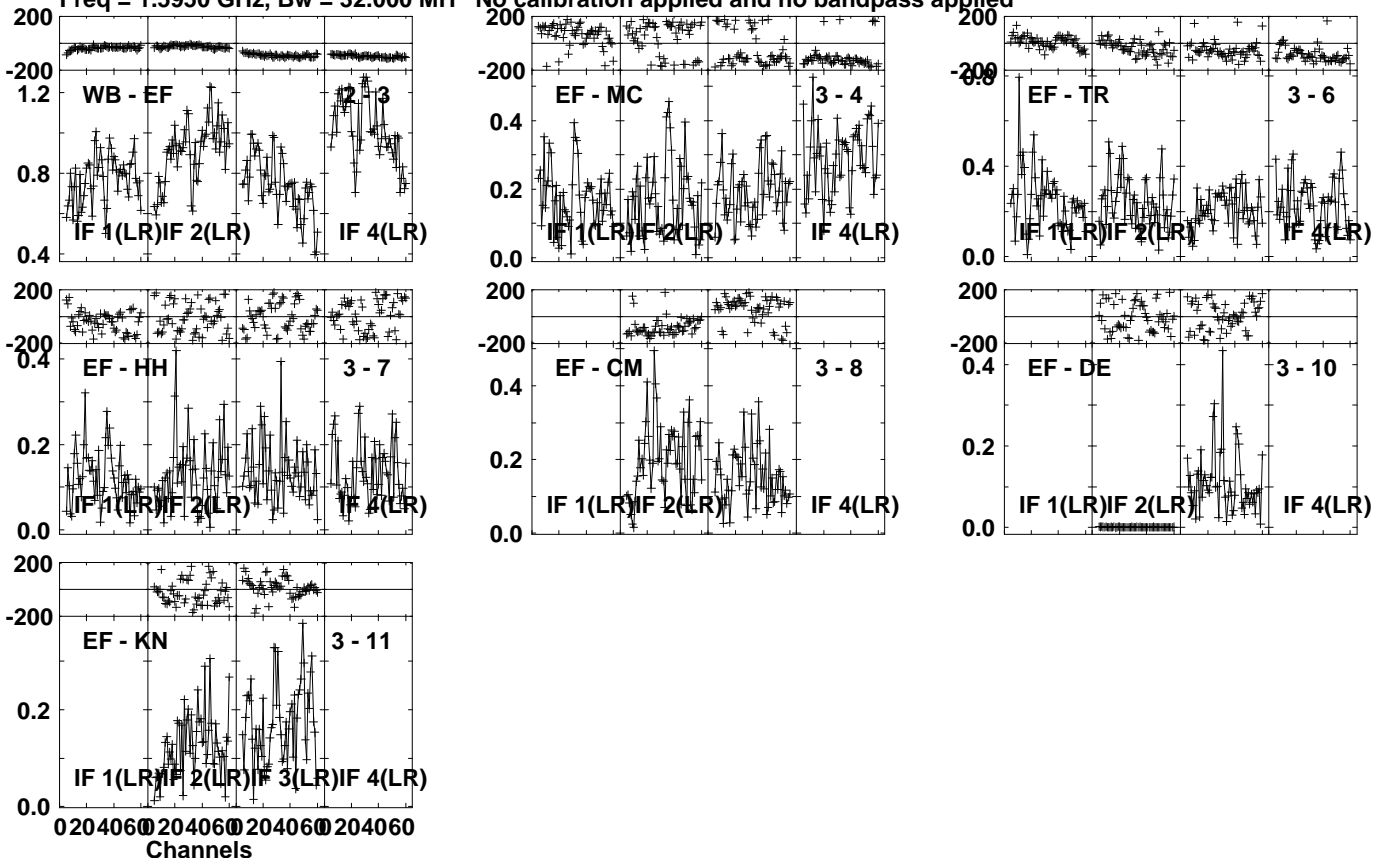 Freq = 1.5950 GHz, Bw = 32.000 MH No calibration applied and no bandpass applied
200
-200
1.2
0.8
0.4
WB - EF
2 - 3
IF 1(LR) IF 2(LR) IF 4(LR)
200
-200
0.4
0.2
0.0
EF - MC
3 - 4
IF 1(LR) IF 2(LR) IF 4(LR)
200
-200
0.8
0.4
0.0
EF - TR
3 - 6
IF 1(LR) IF 2(LR) IF 4(LR)
200
-200
0.4
0.2
0.0
EF - HH
3 - 7
IF 1(LR) IF 2(LR) IF 4(LR)
200
-200
0.4
0.2
0.0
EF - CM
3 - 8
IF 1(LR) IF 2(LR) IF 4(LR)
200
-200
0.4
0.2
0.0
EF - DE
3 - 10
IF 1(LR) IF 2(LR) IF 4(LR)
200
-200
0.2
0.0
EF - KN
3 - 11
IF 1(LR) IF 2(LR) IF 3(LR) IF 4(LR)
0 20 40 60 0 20 40 60 0 20 40 60 0 20 40 60
Channels